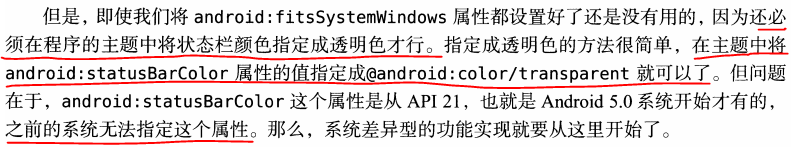 但是，即使我们将 android:fitsSystemWindows 属性都设置好了还是没有用的，因为还必
须在程序的主题中将状态栏颜色指定成透明色才行。指定成透明色的方法很简单，在主题中将
android:statusBarColor 属性的值指定成@android:color/transparent 就可以了。但问题
在于，android:statusBarColor 这个属性是从 API 21，也就是 Android 5.0 系统开始才有的，
之前的系统无法指定这个属性。那么，系统差异型的功能实现就要从这里开始了。